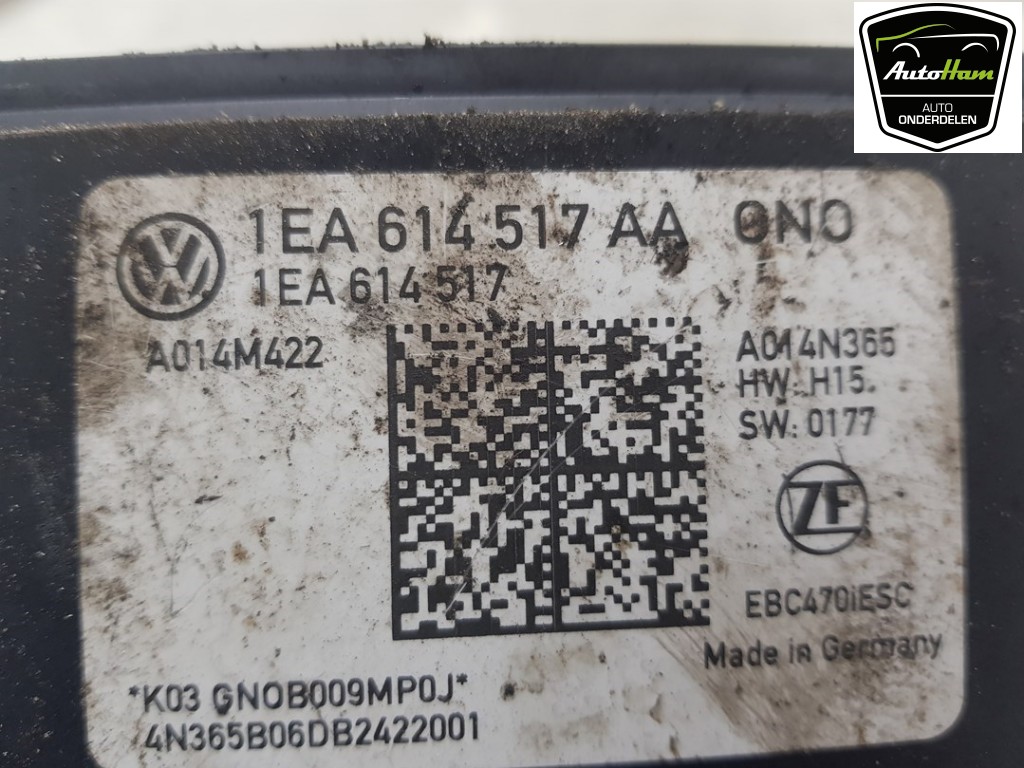 AutoHam
AUTO
ONDERDELEN
1EA 614 517 AA 0N0
1EA 614 517
A014M422
A014N365
HW: H15.
SW: 0177
ZF
EBC470iESC
Made in Germany
*K03 GN0B009MP0J*
4N365B06DB2422001